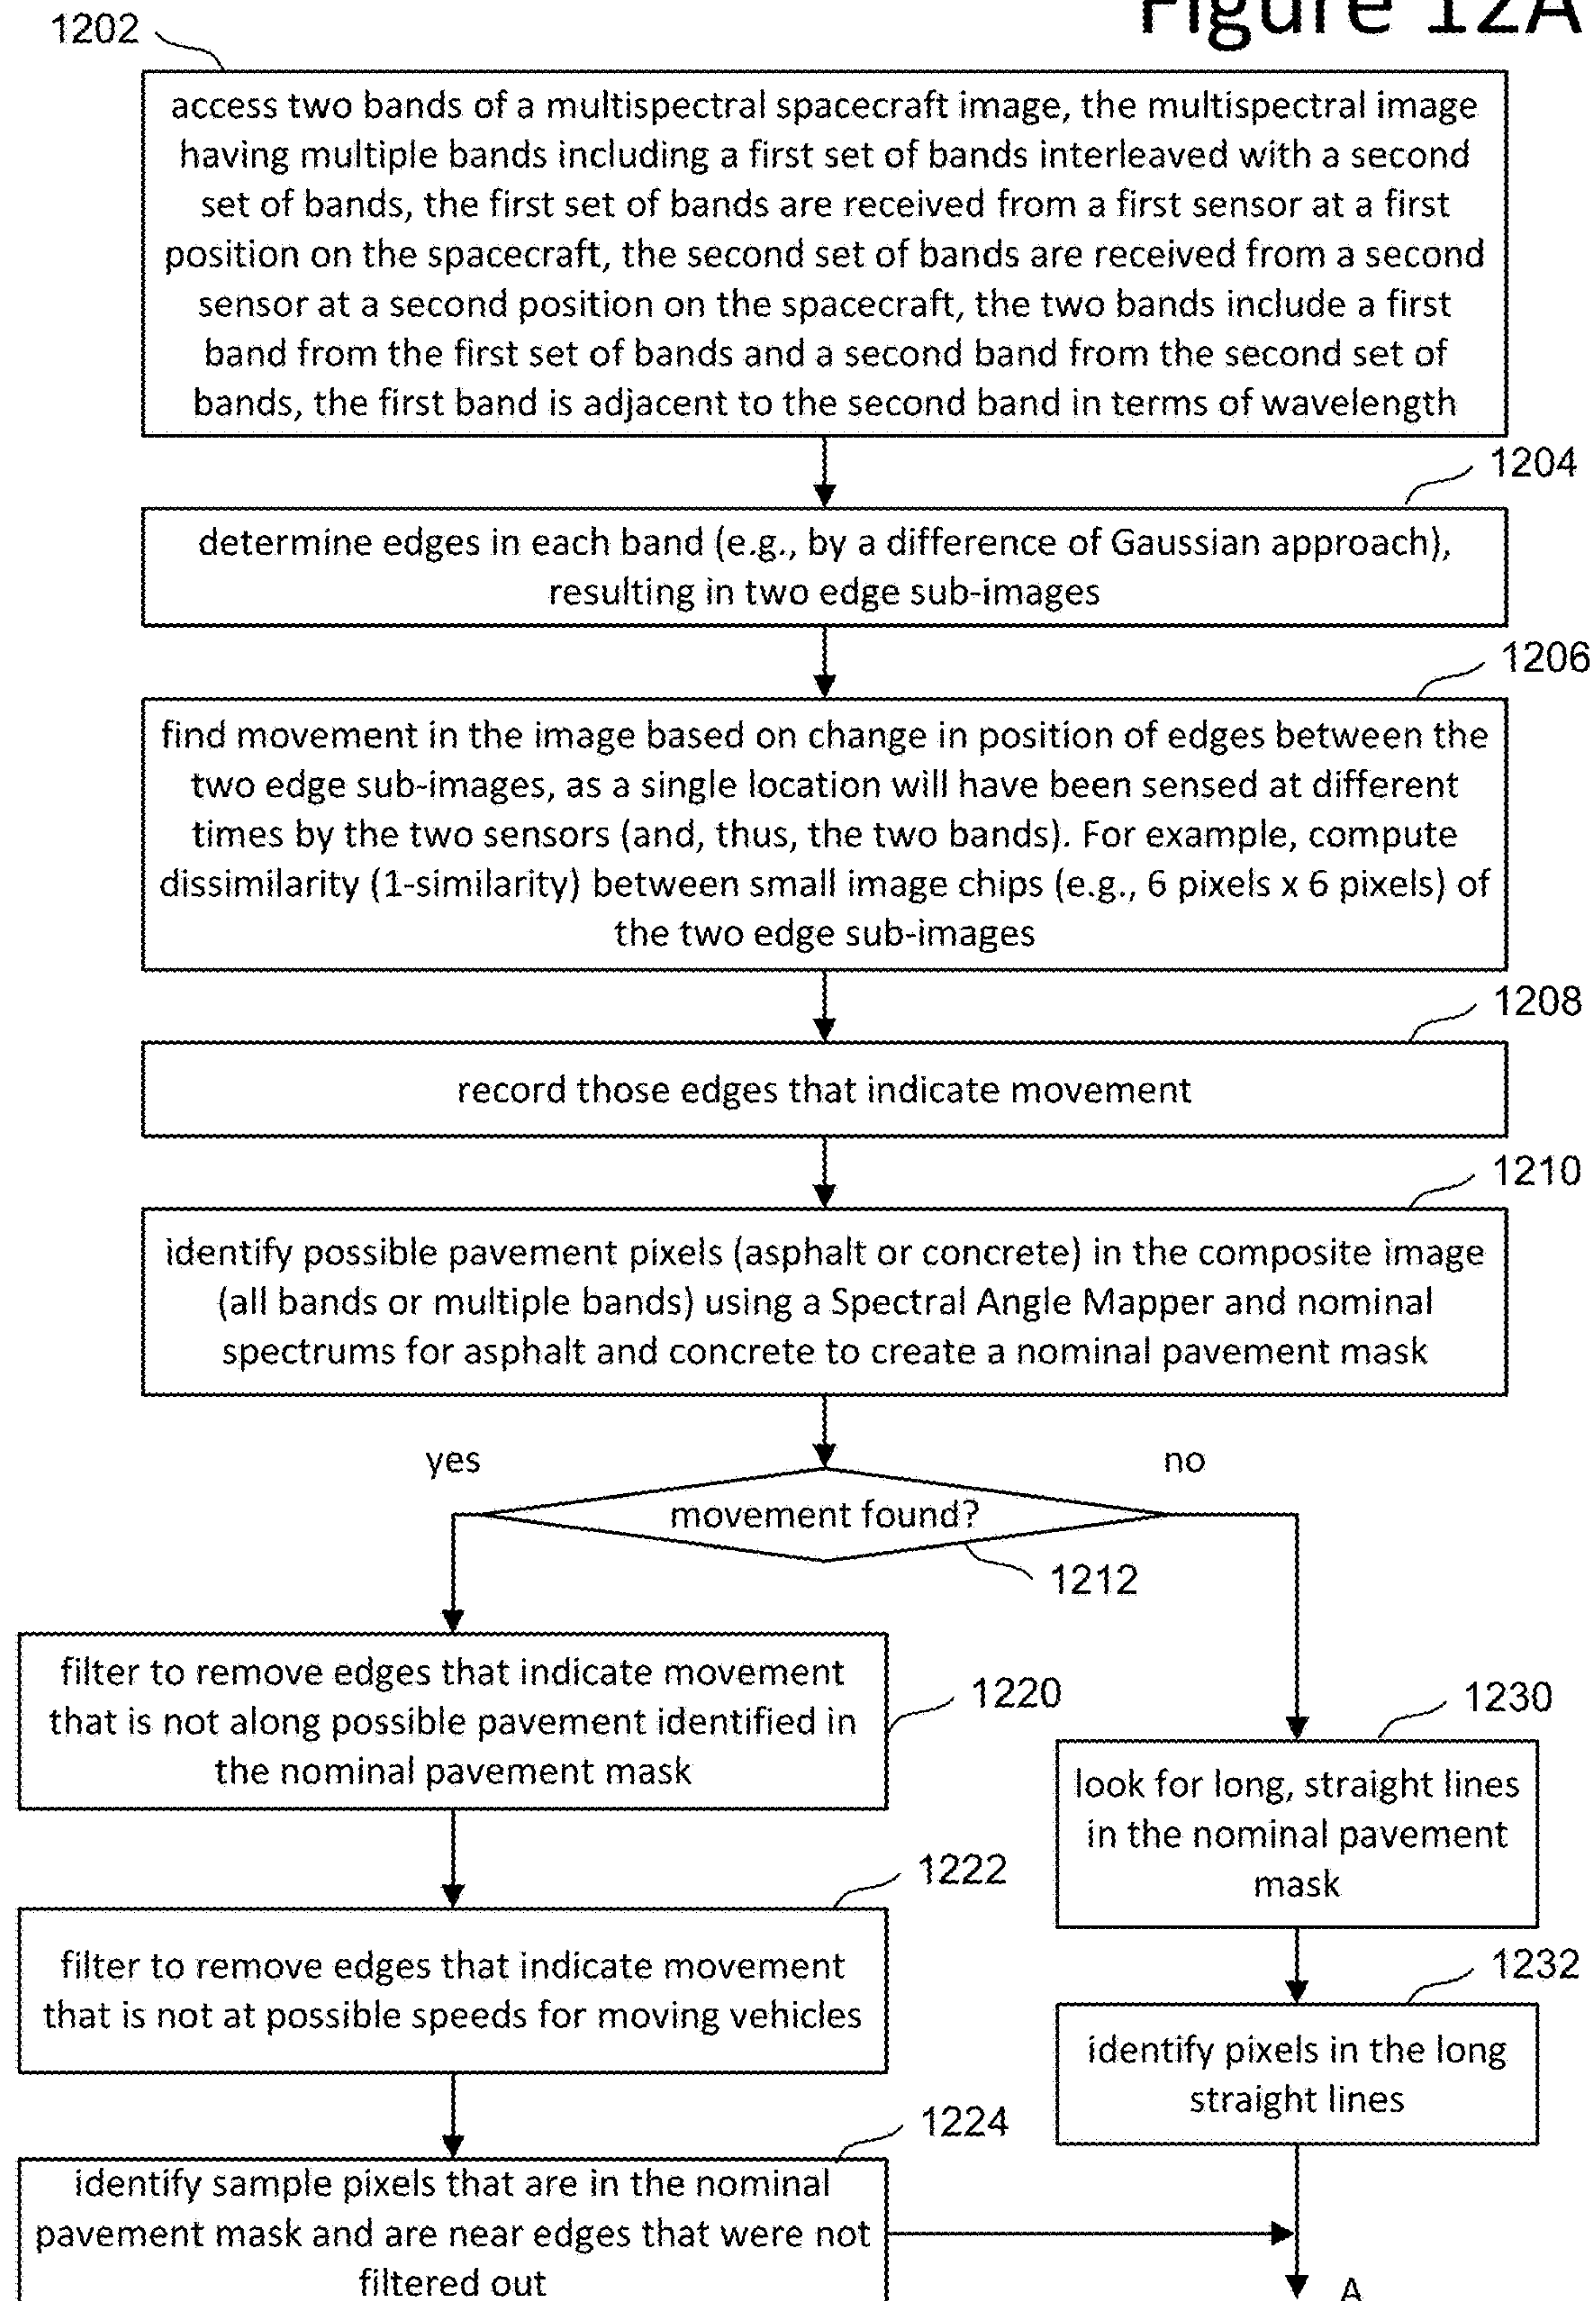 Figure 12A
1202
access two bands of a multispectral spacecraft image, the multispectral image
having multiple bands including a first set of bands interleaved with a second
set of bands, the first set of bands are received from a first sensor at a first
position on the spacecraft, the second set of bands are received from a second
sensor at a second position on the spacecraft, the two bands include a first
band from the first set of bands and a second band from the second set of
bands, the first band is adjacent to the second band in terms of wavelength
1204
determine edges in each band (e.g., by a difference of Gaussian approach),
resulting in two edge sub-images
1206
find movement in the image based on change in position of edges between the
two edge sub-images, as a single location will have been sensed at different
times by the two sensors (and, thus, the two bands). For example, compute
dissimilarity (1-similarity) between small image chips (e.g., 6 pixels x 6 pixels) of
the two edge sub-images
1208
record those edges that indicate movement
1210
identify possible pavement pixels (asphalt or concrete) in the composite image
(all bands or multiple bands) using a Spectral Angle Mapper and nominal
spectrums for asphalt and concrete to create a nominal pavement mask
yes
no
movement found?
1212
filter to remove edges that indicate movement
that is not along possible pavement identified in
the nominal pavement mask
1220
1230
look for long, straight lines
in the nominal pavement
mask
1222
filter to remove edges that indicate movement
that is not at possible speeds for moving vehicles
1232
identify pixels in the long
straight lines
1224
identify sample pixels that are in the nominal
pavement mask and are near edges that were not
filtered out
A